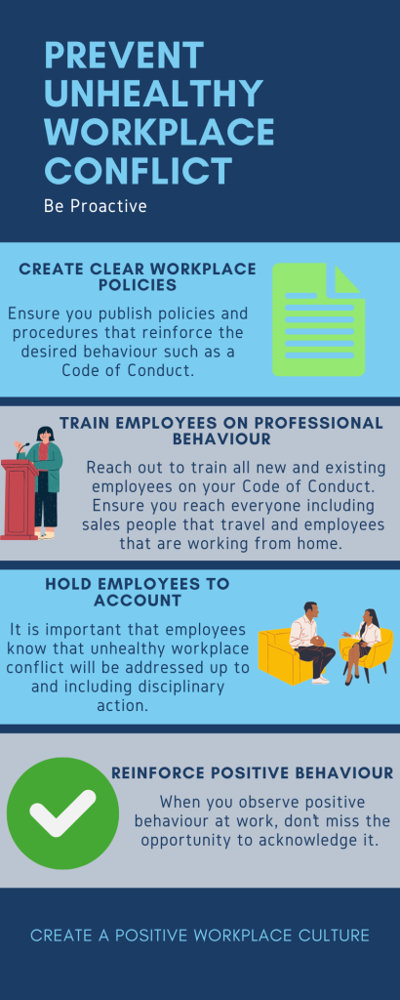 PREVENT
UNHEALTHY
WORKPLACE
CONFLICT
Be Proactive
CREATE CLEAR WORKPLACE
POLICIES
Ensure you publish policies and
procedures that reinforce the
desired behaviour such as a
Code of Conduct.
TRAIN EMPLOYEES ON PROFESSIONAL
BEHAVIOUR
Reach out to train all new and existing
employees on your Code of Conduct.
Ensure you reach everyone including
sales people that travel and employees
that are working from home.
HOLD EMPLOYEES TO
ACCOUNT
It is important that employees
know that unhealthy workplace
conflict will be addressed up to
and including disciplinary
action.
REINFORCE POSITIVE BEHAVIOUR
When you observe positive
behaviour at work, don't miss the
opportunity to acknowledge it.
CREATE A POSITIVE WORKPLACE CULTURE